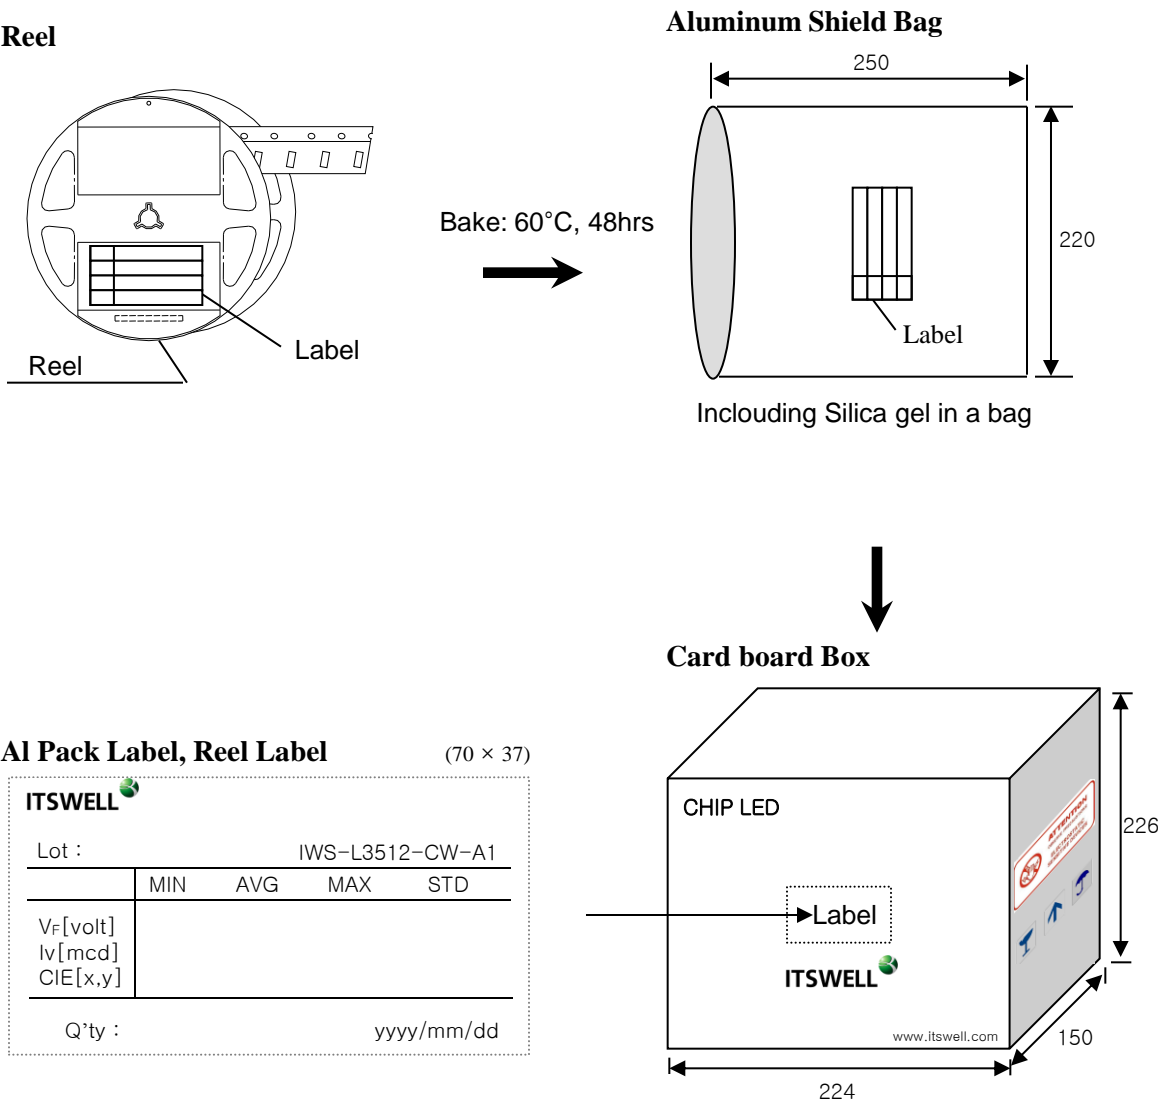 Reel
Aluminum Shield Bag
250
Bake: 60°C, 48hrs
220
Label
Label
Reel
Inclouding Silica gel in a bag
Card board Box
Al Pack Label, Reel Label (70 × 37)
ITSWELL
Lot : IWS-L3512-CW-A1
MIN AVG MAX STD
VF[volt]
Iv[mcd]
CIE[x,y]
Q'ty : yyyy/mm/dd
CHIP LED
ATTENTION
226
Label
ITSWELL
www.itswell.com
150
224